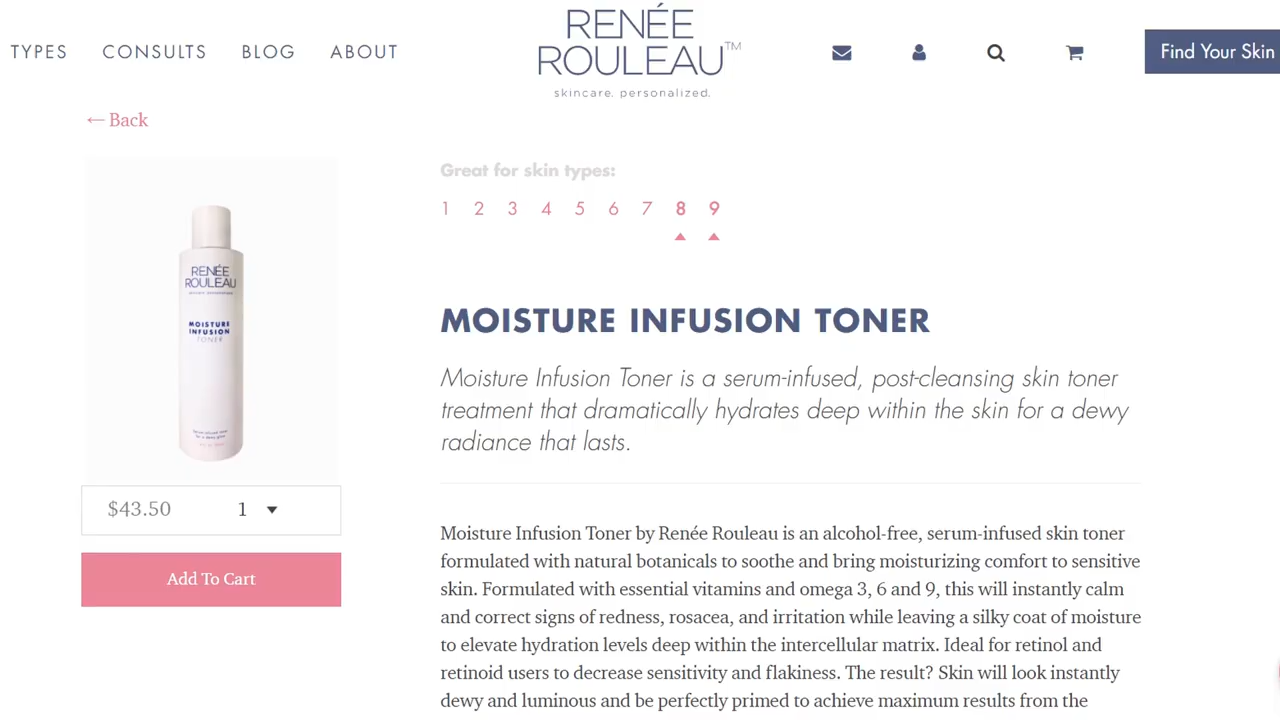 TYPES CONSULTS BLOG ABOUT
RENÉE
ROULEAU™
skincare. personalized.
Find Your Skin
← Back
Great for skin types:
1 2 3 4 5 6 7 8 9
RENÉE
ROULEAU
MOISTURE
INFUSION
TONER
MOISTURE INFUSION TONER
Moisture Infusion Toner is a serum-infused, post-cleansing skin toner
treatment that dramatically hydrates deep within the skin for a dewy
radiance that lasts.
$43.50 1
Add To Cart
Moisture Infusion Toner by Renée Rouleau is an alcohol-free, serum-infused skin toner
formulated with natural botanicals to soothe and bring moisturizing comfort to sensitive
skin. Formulated with essential vitamins and omega 3, 6 and 9, this will instantly calm
and correct signs of redness, rosacea, and irritation while leaving a silky coat of moisture
to elevate hydration levels deep within the intercellular matrix. Ideal for retinol and
retinoid users to decrease sensitivity and flakiness. The result? Skin will look instantly
dewy and luminous and be perfectly primed to achieve maximum results from the